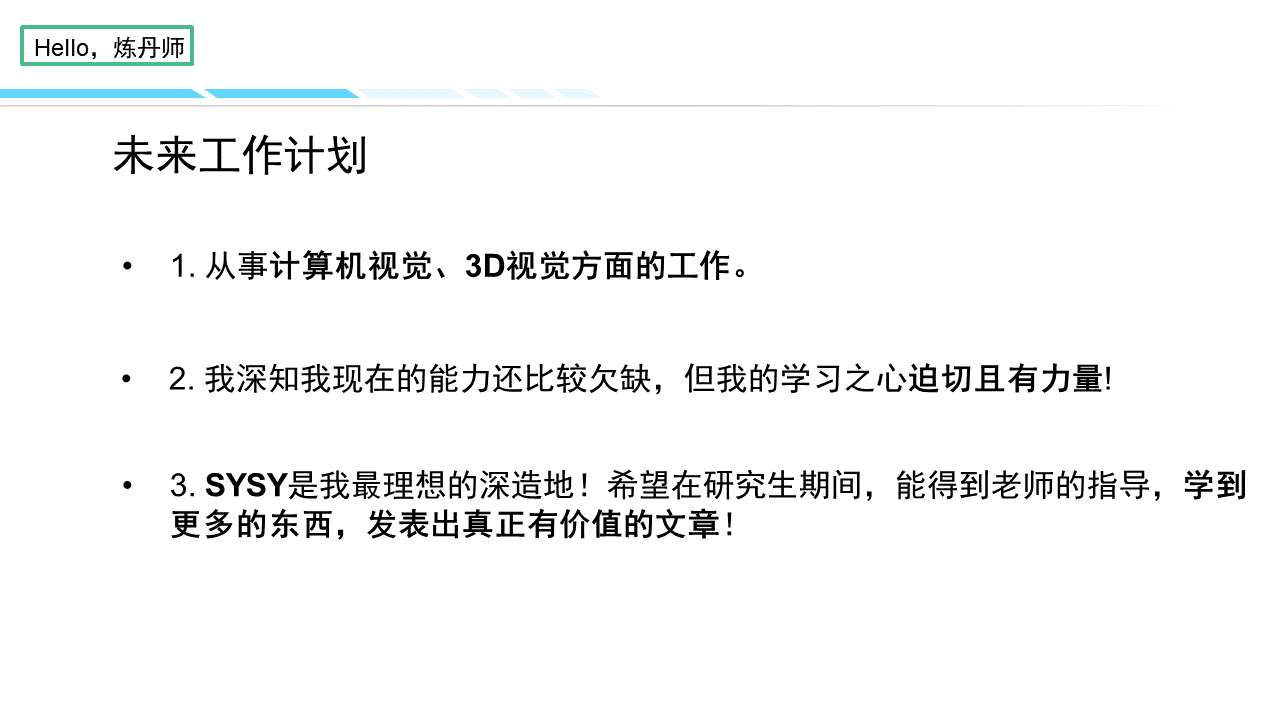 Hello，炼丹师
未来工作计划
• 1. 从事计算机视觉、3D视觉方面的工作。
• 2. 我深知我现在的能力还比较欠缺，但我的学习之心迫切且有力量!
• 3. SYSY是我最理想的深造地！希望在研究生期间，能得到老师的指导，学到
更多的东西，发表出真正有价值的文章！